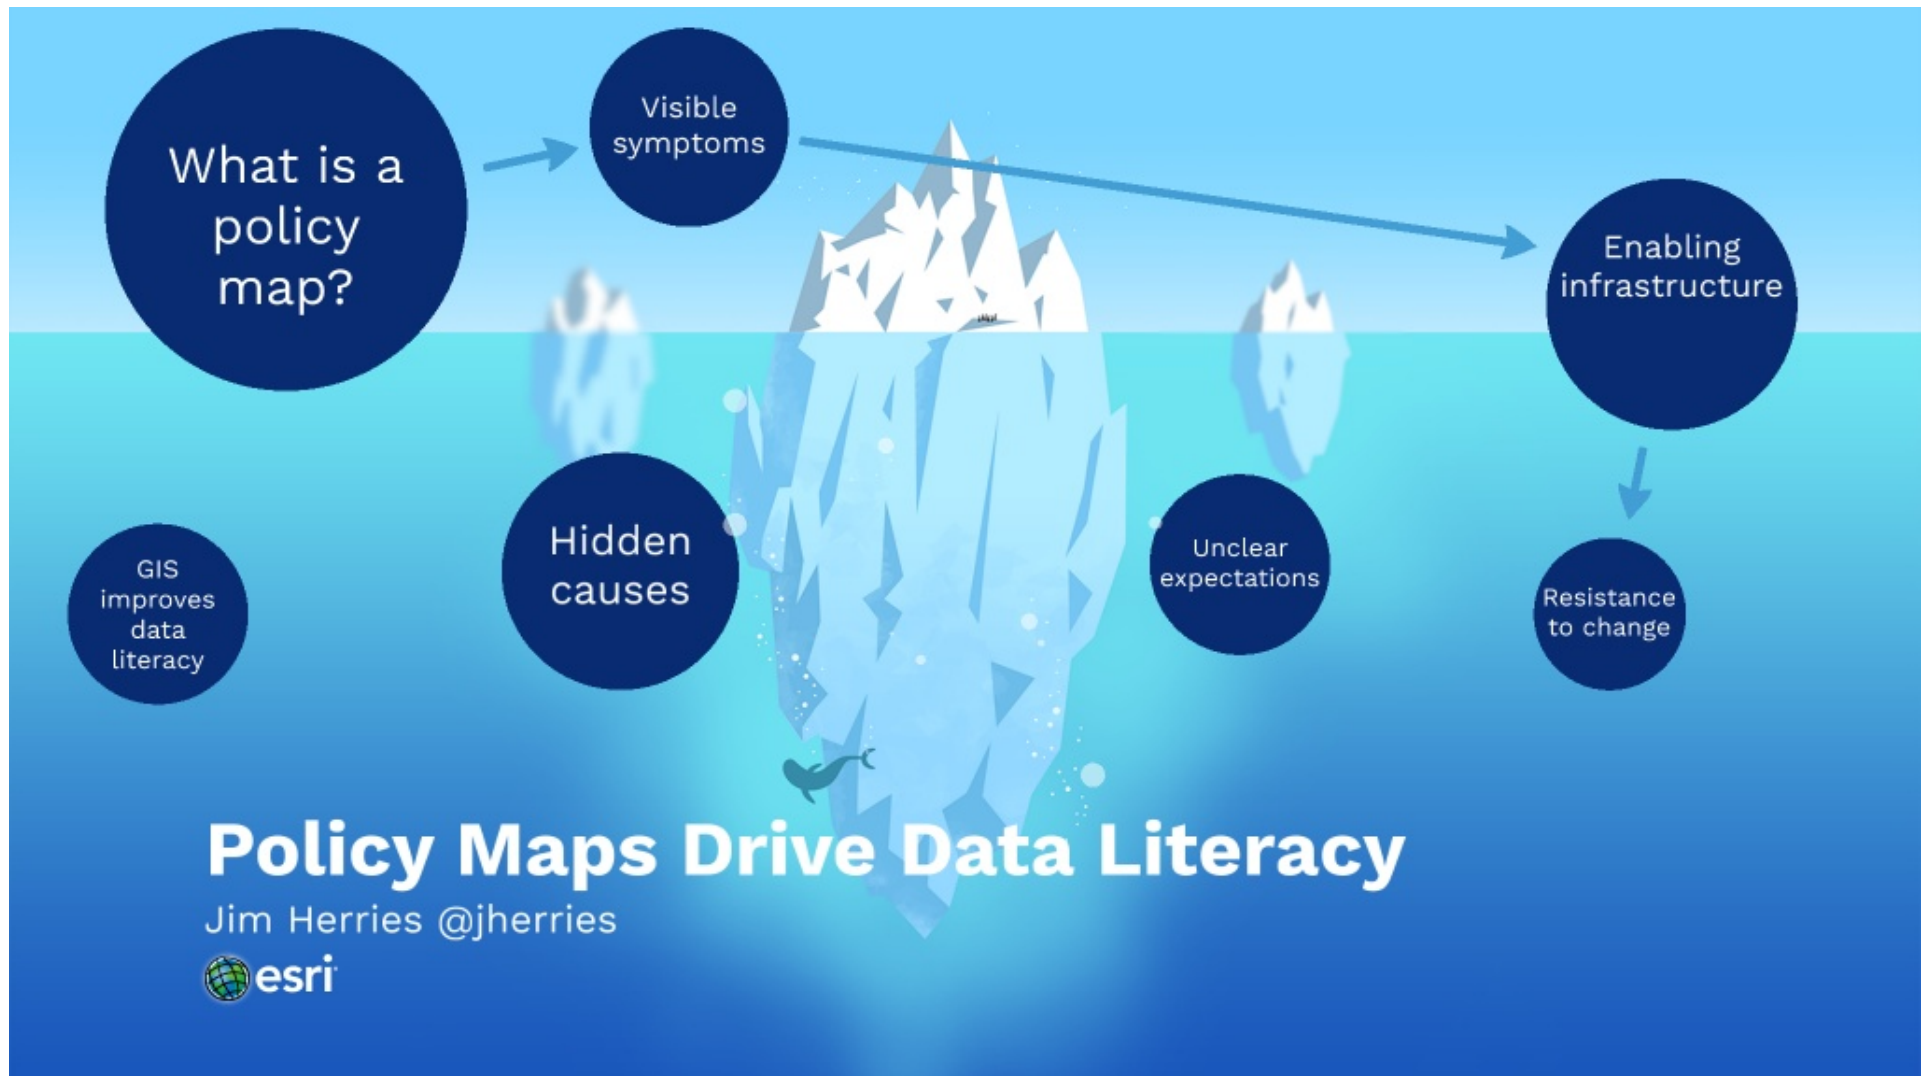 What is a
policy
map?
Visible
symptoms
Enabling
infrastructure
Hidden
causes
Unclear
expectations
GIS
improves
data
literacy
Resistance
to change
Policy Maps Drive Data Literacy
Jim Herries @jherries
esri